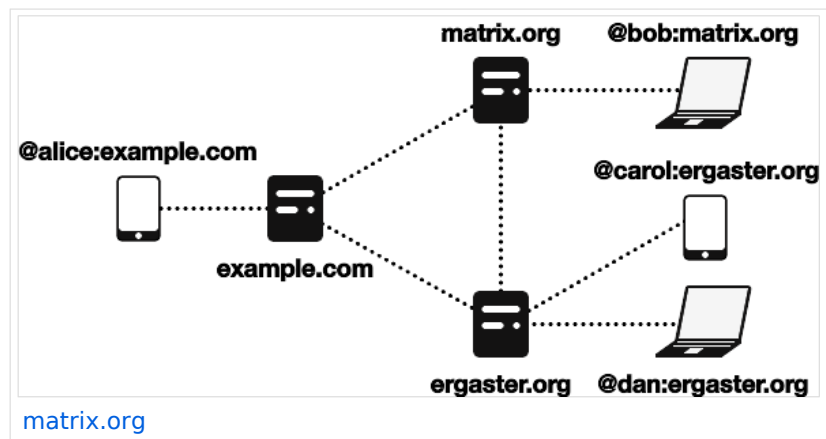 matrix.org
@bob:matrix.org
@alice:example.com
@carol:ergaster.org
example.com
ergaster.org
@dan:ergaster.org
matrix.org